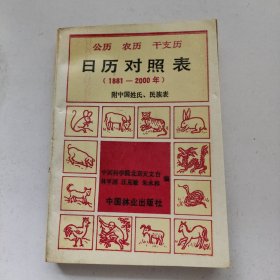 公历 农历 干支历
日历对照表
(1881—2000年)
附中国姓氏、民族表
中国科学院北京天文台
编
中国林业出版社